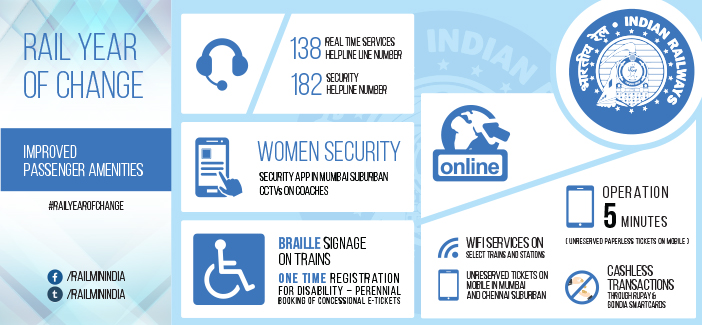 RAIL YEAR
OF CHANGE
IMPROVED
PASSENGER AMENITIES
#RAILYEAROFCHANGE
/RAILMININDIA
/RAILMININDIA
138 REAL TIME SERVICES
HELPLINE LINE NUMBER
182 SECURITY
HELPLINE NUMBER
WOMEN SECURITY
SECURITY APP IN MUMBAI SUBURBAN
CCTVs ON COACHES
BRAILLE SIGNAGE
ON TRAINS
ONE TIME REGISTRATION
FOR DISABILITY – PERENNIAL
BOOKING OF CONCESSIONAL E-TICKETS
INDIAN
भारतीय रेल • INDIAN RAILWAYS
online
OPERATION
5 MINUTES
( UNRESERVED PAPERLESS TICKETS ON MOBILE )
WIFI SERVICES ON
SELECT TRAINS AND STATIONS
UNRESERVED TICKETS ON
MOBILE IN MUMBAI
AND CHENNAI SUBURBAN
CASHLESS
TRANSACTIONS
THROUGH RUPAY &
GOINDIA SMARTCARDS